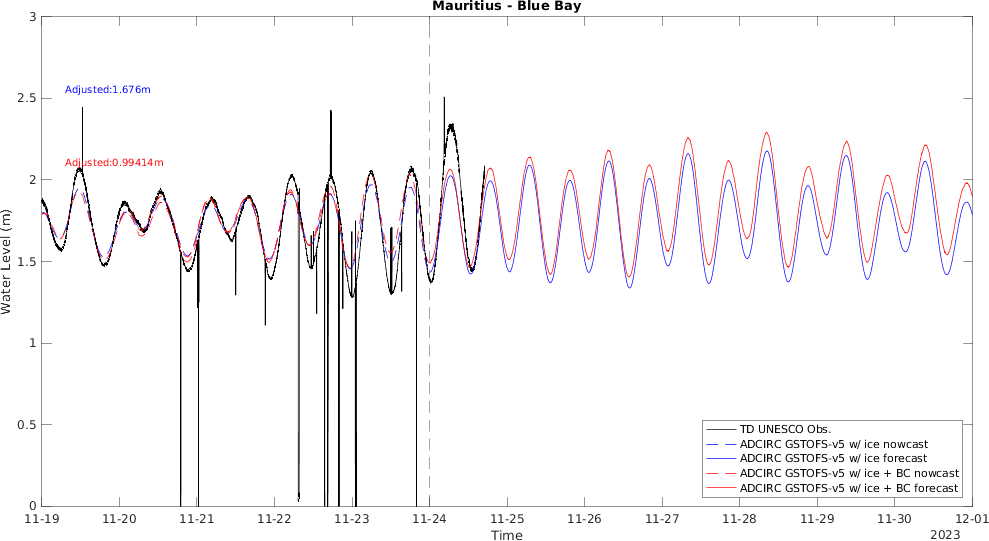 Mauritius - Blue Bay
3
2.5
2
1.5
1
0.5
0
Water Level (m)
Adjusted:1.676m
Adjusted:0.99414m
TD UNESCO Obs.
ADCIRC GSTOFS-v5 w/ ice nowcast
ADCIRC GSTOFS-v5 w/ ice forecast
ADCIRC GSTOFS-v5 w/ ice + BC nowcast
ADCIRC GSTOFS-v5 w/ ice + BC forecast
11-19 11-20 11-21 11-22 11-23 11-24 11-25 11-26 11-27 11-28 11-29 11-30 12-01
Time
2023